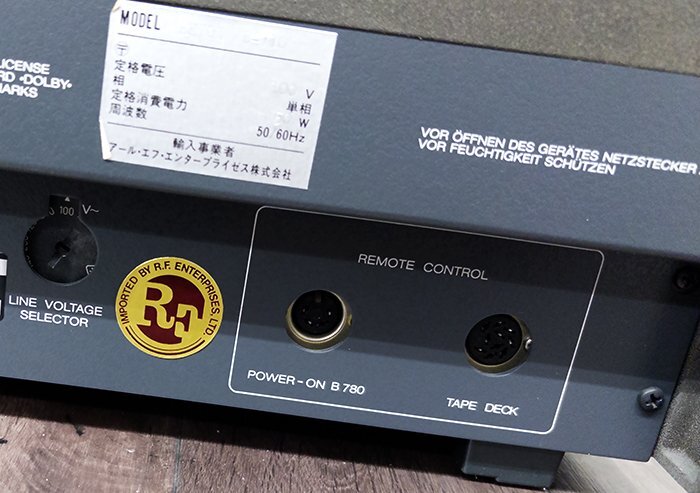 MODEL
〒
定格電圧 V
相 単相
定格消費電力 W
周波数 50/60Hz
輸入事業者
アール・エフ・エンタープライゼス株式会社
LICENSE
«DOLBY»
MARKS
VOR ÖFFNEN DES GERÄTES NETZSTECKER
VOR FEUCHTIGKEIT SCHÜTZEN
100 V~
LINE VOLTAGE
SELECTOR
IMPORTED BY R.F. ENTERPRISES, LTD
RF
REMOTE CONTROL
POWER-ON B 780
TAPE DECK